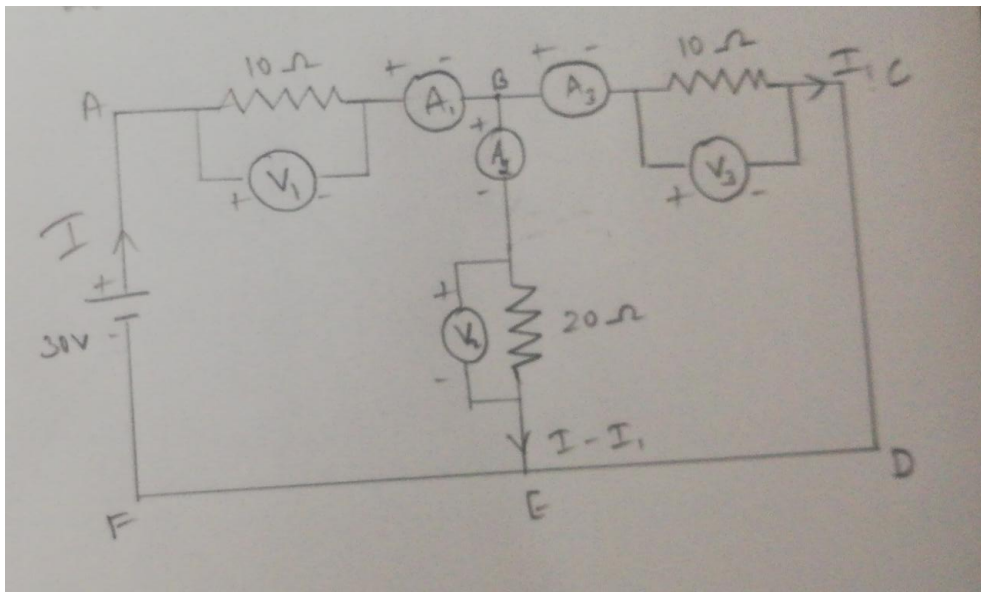 10 Ω
10 Ω
A
+ -
A₁
B
+ -
A₃
I₁ C
V₁
+ -
+
A₂
-
V₃
+ -
I
+
30V -
+
V₂
-
20 Ω
I - I₁
F
E
D